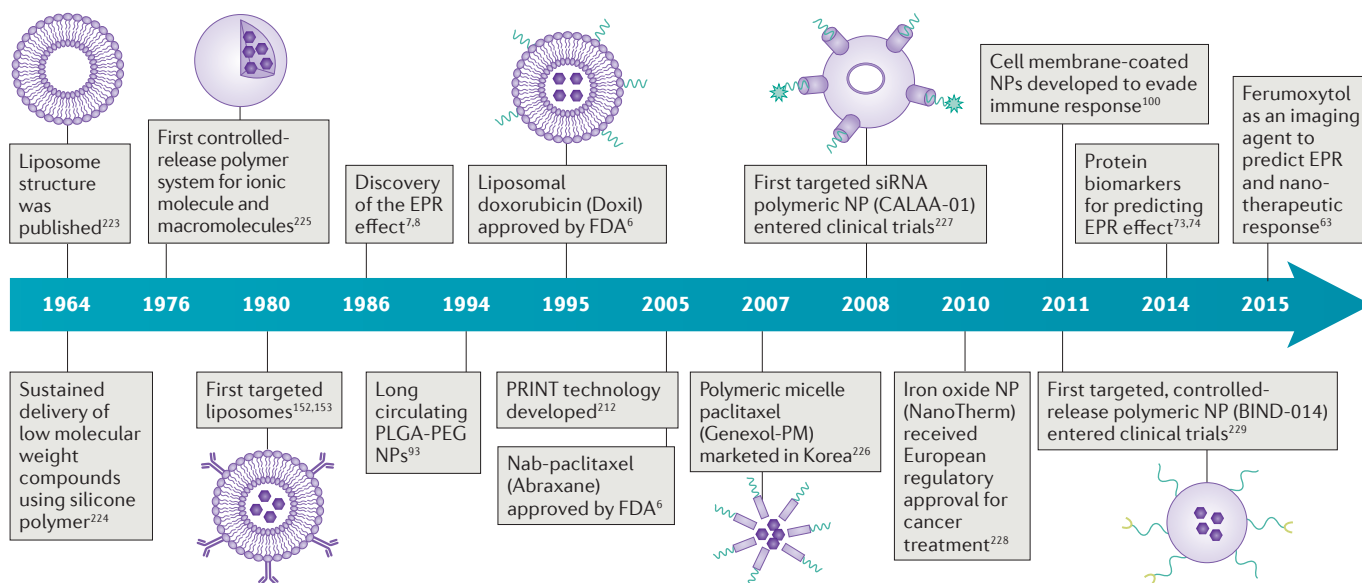 Liposome
structure
was
published223
First controlled-
release polymer
system for ionic
molecule and
macromolecules225
Discovery
of the EPR
effect7,8
Liposomal
doxorubicin (Doxil)
approved by FDA6
First targeted siRNA
polymeric NP (CALAA-01)
entered clinical trials227
Cell membrane-coated
NPs developed to evade
immune response100
Protein
biomarkers
for predicting
EPR effect73,74
Ferumoxytol
as an imaging
agent to
predict EPR
and nano-
therapeutic
response63
1964 1976 1980 1986 1994 1995 2005 2007 2008 2010 2011 2014 2015
Sustained
delivery of
low molecular
weight
compounds
using silicone
polymer224
First targeted
liposomes152,153
Long
circulating
PLGA-PEG
NPs93
PRINT technology
developed212
Nab-paclitaxel
(Abraxane)
approved by FDA6
Polymeric micelle
paclitaxel
(Genexol-PM)
marketed in Korea226
Iron oxide NP
(NanoTherm)
received
European
regulatory
approval for
cancer
treatment228
First targeted, controlled-
release polymeric NP (BIND-014)
entered clinical trials229